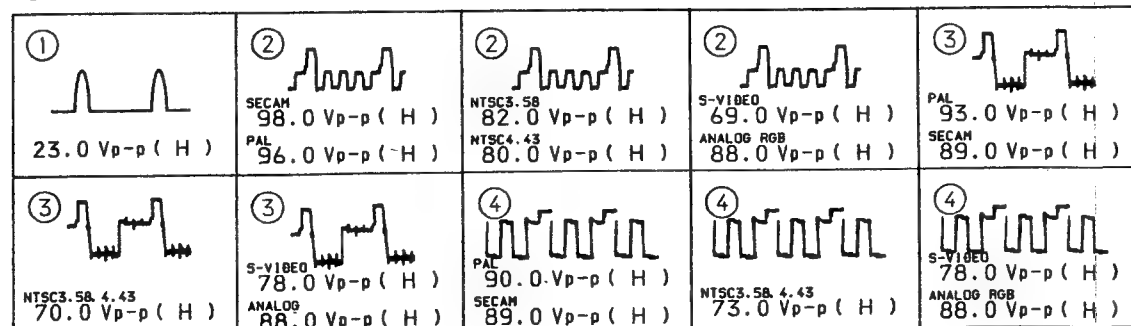 ①
23.0 Vp-p ( H )
②
SECAM
98.0 Vp-p ( H )
PAL
96.0 Vp-p ( H )
②
NTSC3.58
82.0 Vp-p ( H )
NTSC4.43
80.0 Vp-p ( H )
②
S-VIDEO
69.0 Vp-p ( H )
ANALOG RGB
88.0 Vp-p ( H )
③
PAL
93.0 Vp-p ( H )
SECAM
89.0 Vp-p ( H )
③
NTSC3.58. 4.43
70.0 Vp-p ( H )
③
S-VIDEO
78.0 Vp-p ( H )
ANALOG
88.0 Vp-p ( H )
④
PAL
90.0 Vp-p ( H )
SECAM
89.0 Vp-p ( H )
④
NTSC3.58. 4.43
73.0 Vp-p ( H )
④
S-VIDEO
78.0 Vp-p ( H )
ANALOG RGB
88.0 Vp-p ( H )